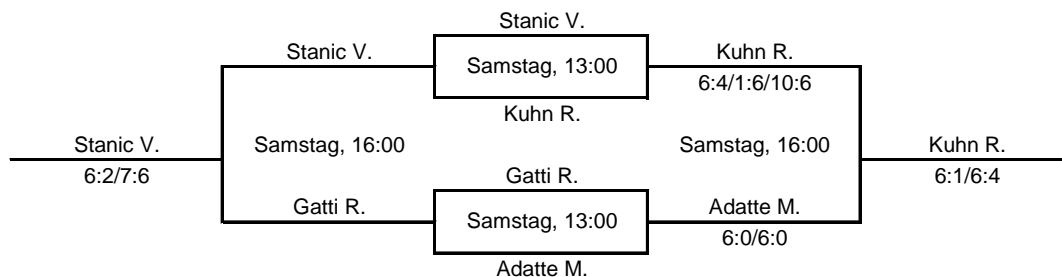 Stanic V.
Stanic V.
Samstag, 13:00
Kuhn R.
Kuhn R.
6:4/1:6/10:6
Stanic V.
6:2/7:6
Samstag, 16:00
Samstag, 16:00
Kuhn R.
6:1/6:4
Gatti R.
Gatti R.
Samstag, 13:00
Adatte M.
Adatte M.
6:0/6:0